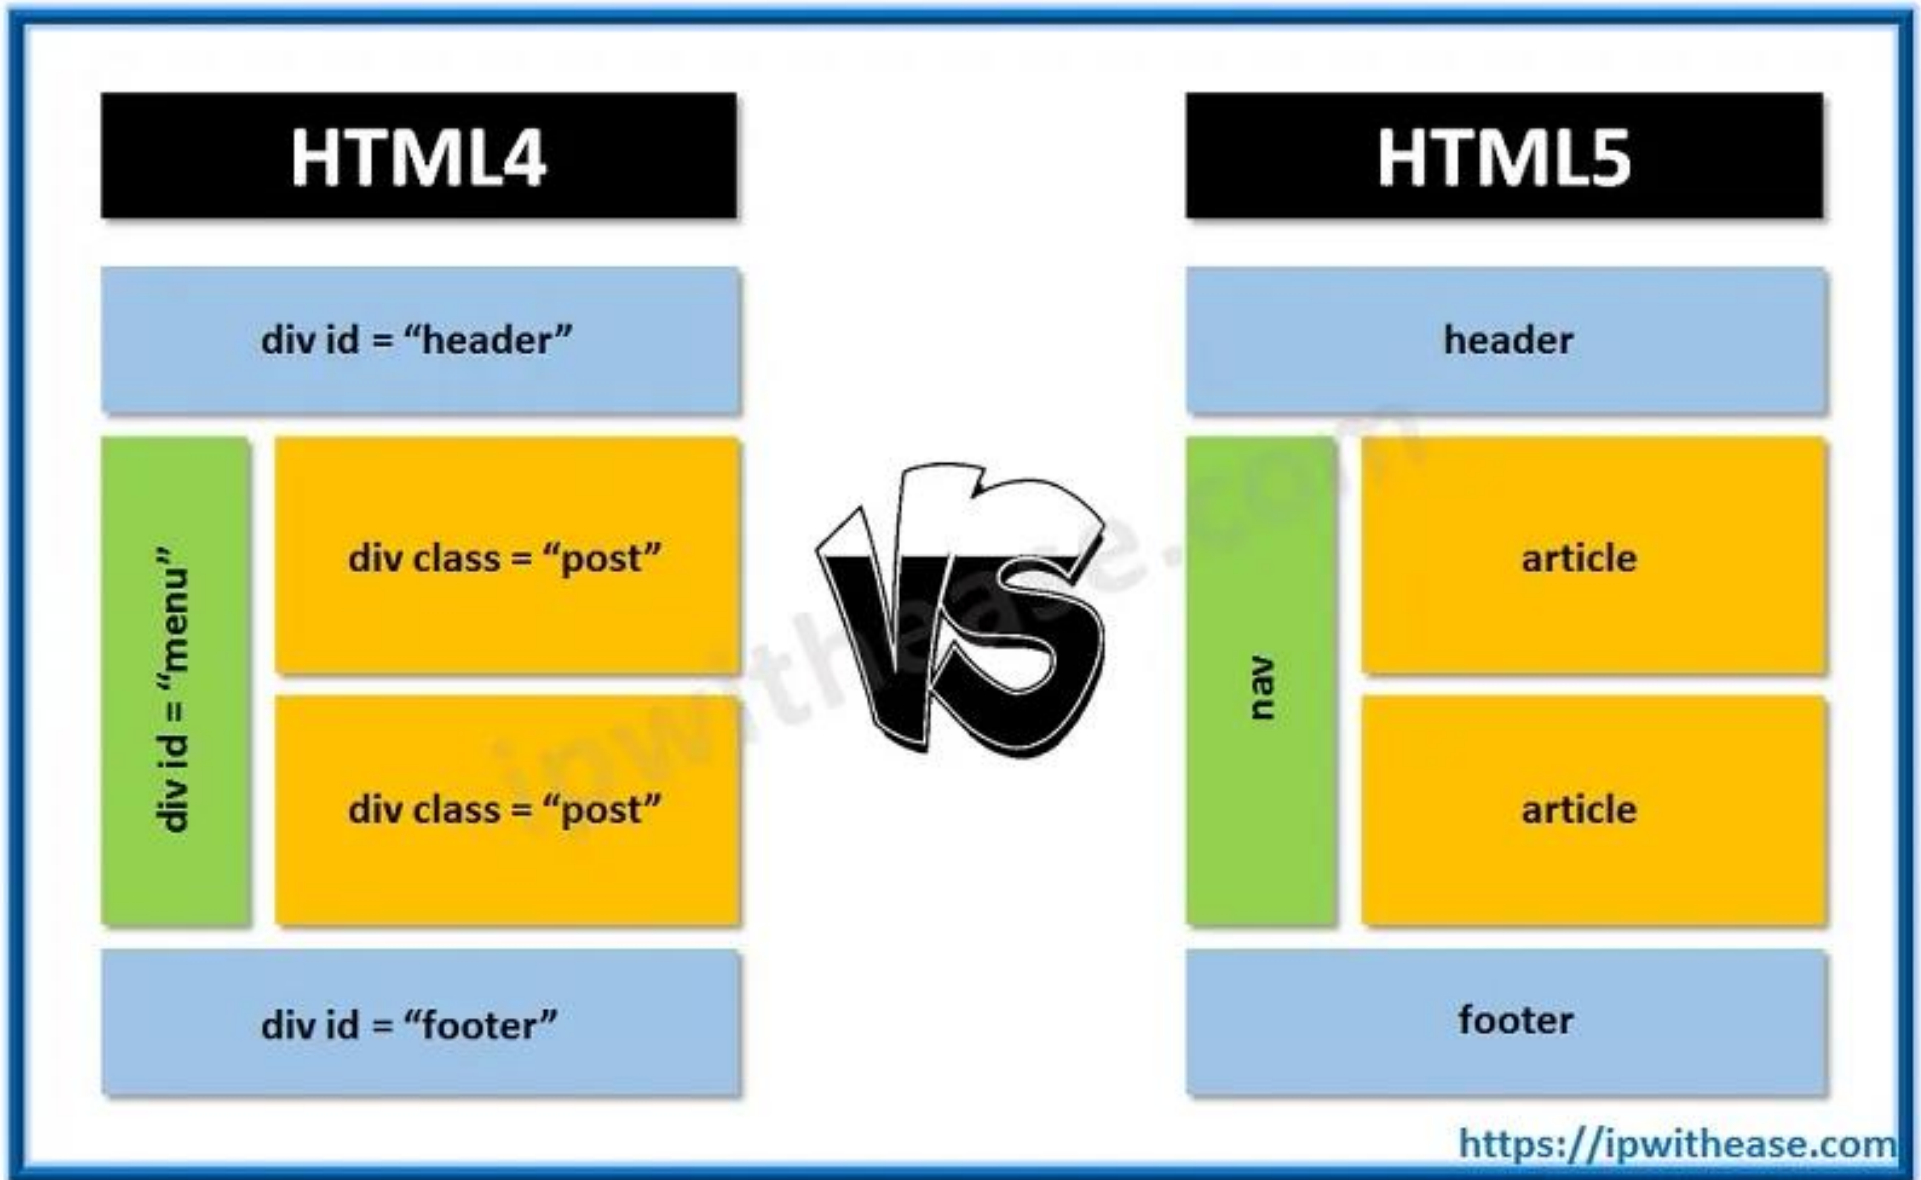 HTML4
HTML5
div id = “header”
header
div id = “menu”
div class = “post”
div class = “post”
VS
nav
article
article
div id = “footer”
footer
ipwithease.com
https://ipwithease.com